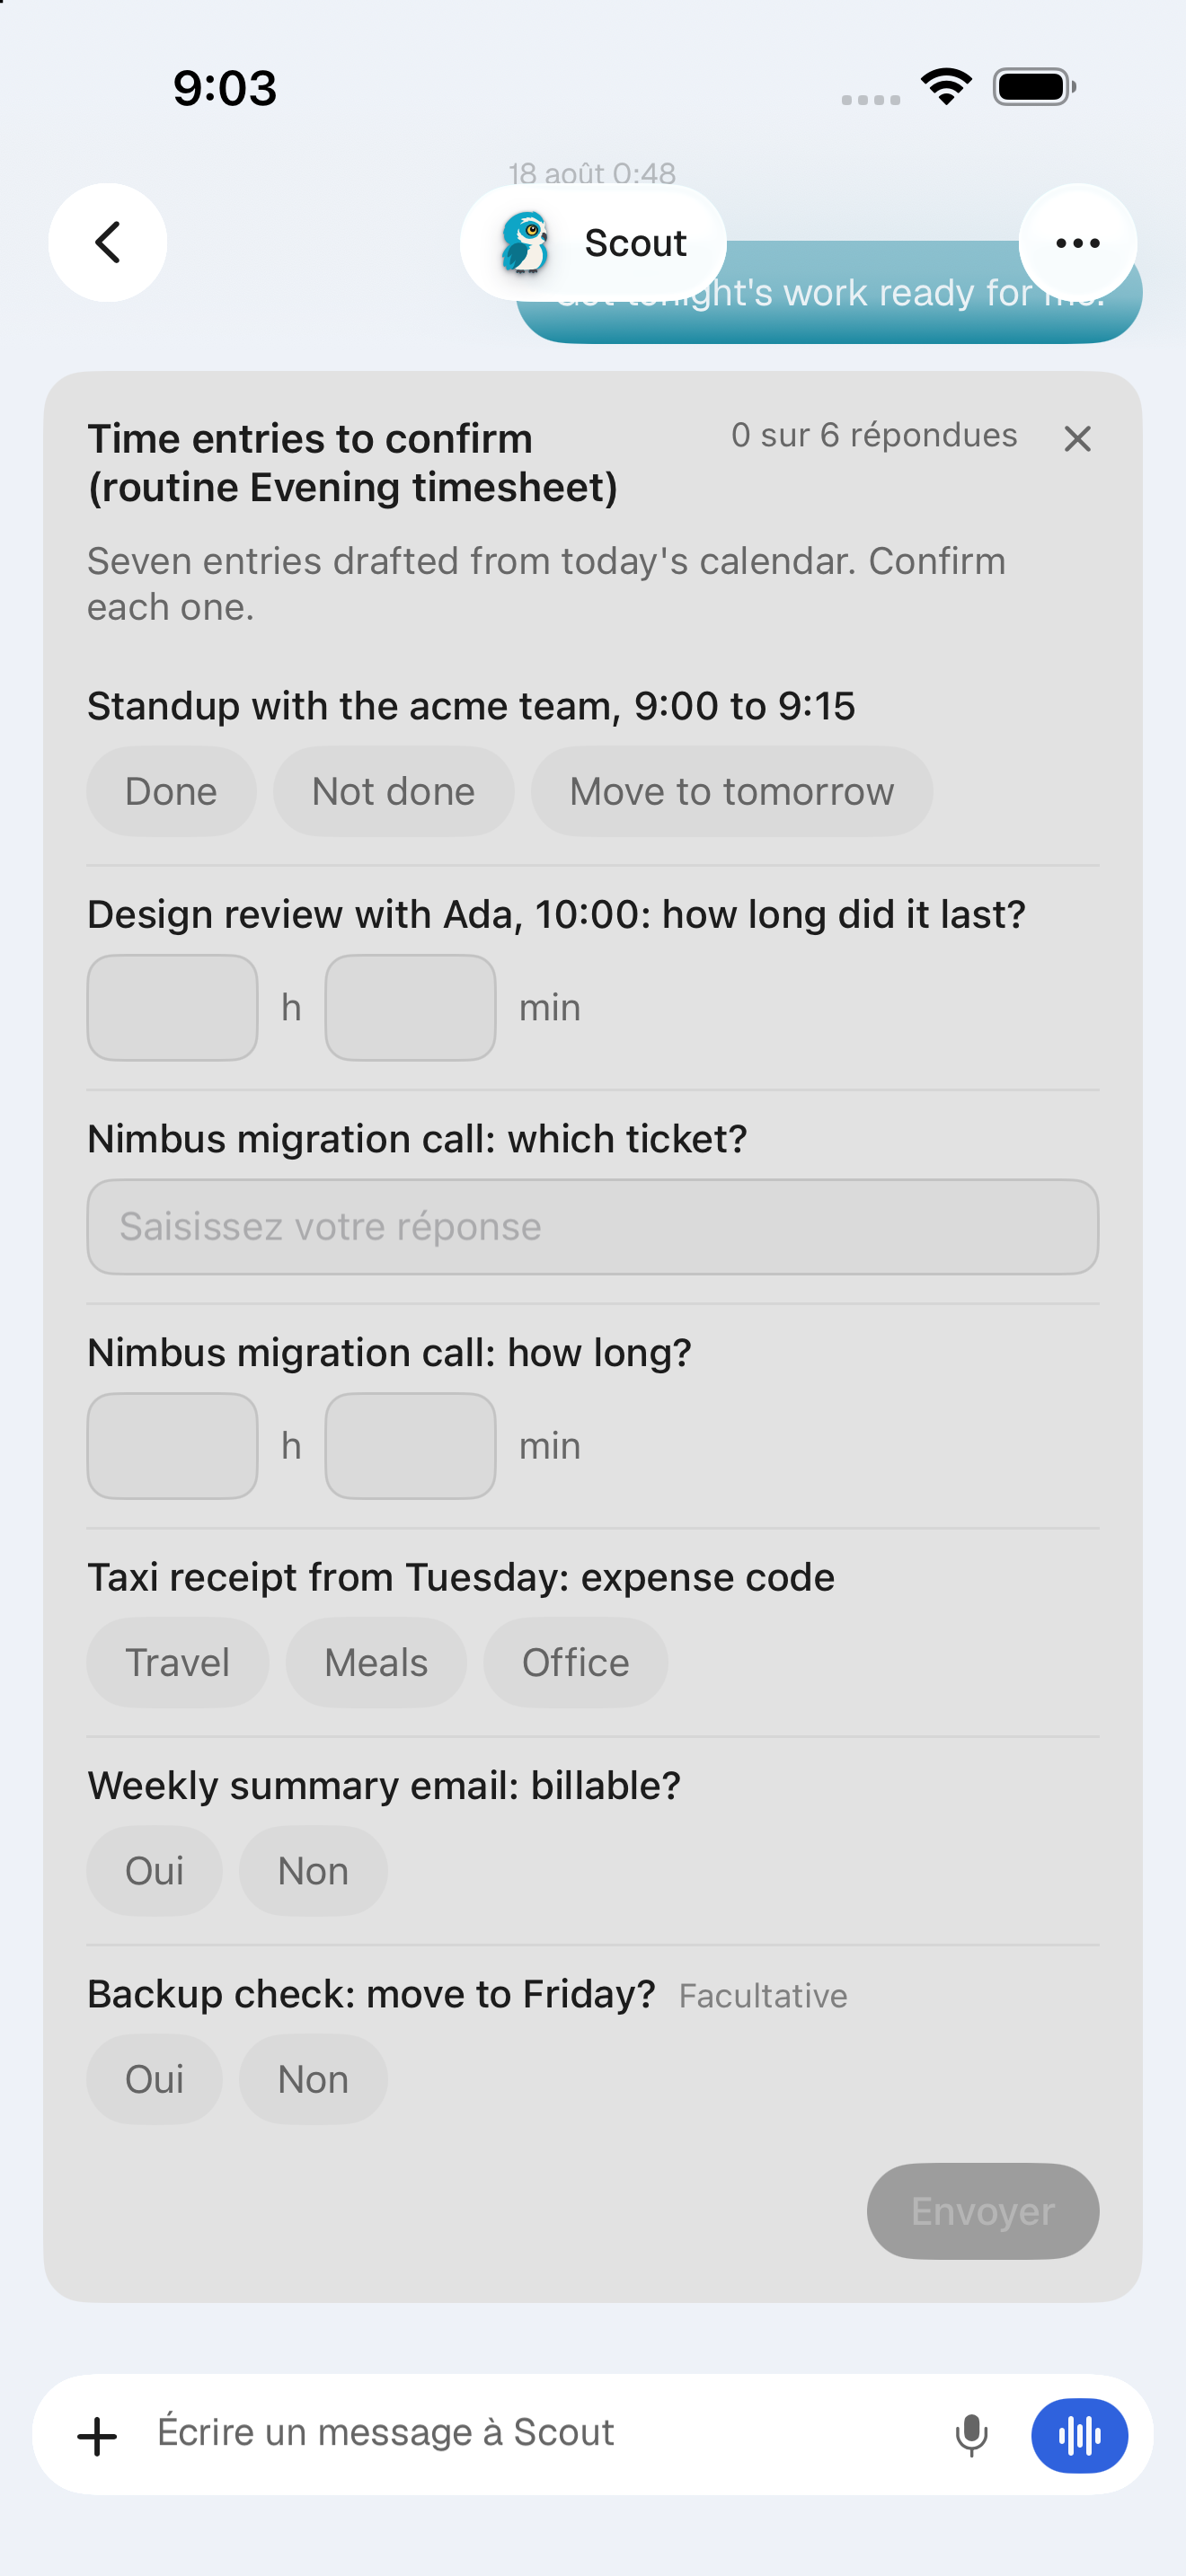 9:03
18 août 0:48
Scout
tonight's work ready for me.
Time entries to confirm
(routine Evening timesheet)
0 sur 6 répondues
Seven entries drafted from today's calendar. Confirm
each one.
Standup with the acme team, 9:00 to 9:15
Done
Not done
Move to tomorrow
Design review with Ada, 10:00: how long did it last?
h
min
Nimbus migration call: which ticket?
Saisissez votre réponse
Nimbus migration call: how long?
h
min
Taxi receipt from Tuesday: expense code
Travel
Meals
Office
Weekly summary email: billable?
Oui
Non
Backup check: move to Friday? Facultative
Oui
Non
Envoyer
Écrire un message à Scout